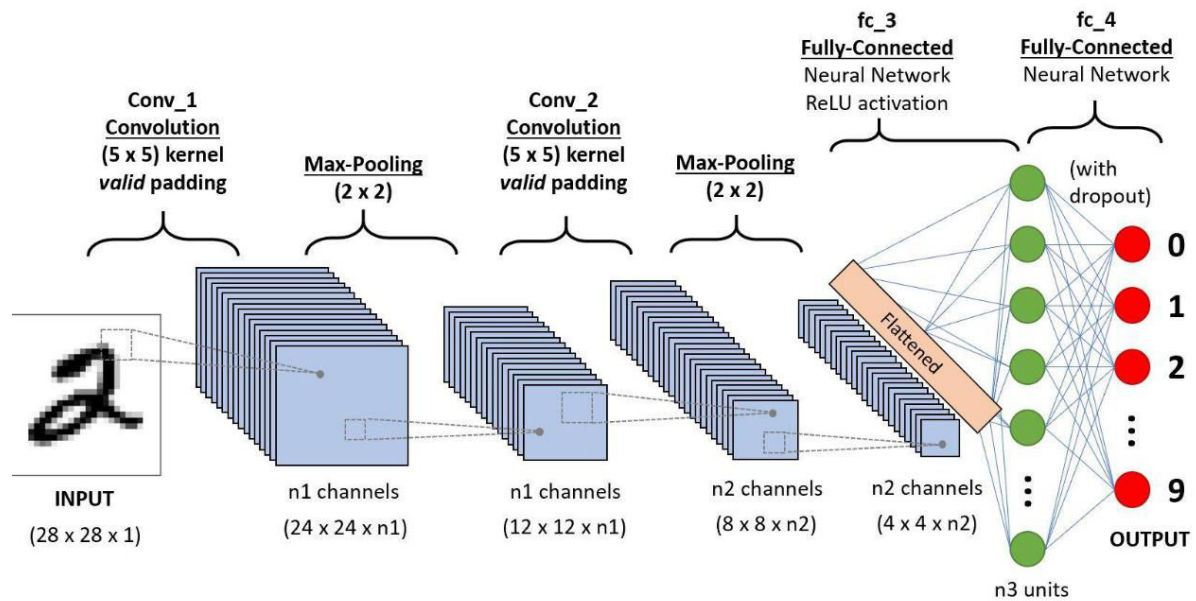 Conv_1
Convolution
(5 x 5) kernel
valid padding
Max-Pooling
(2 x 2)
Conv_2
Convolution
(5 x 5) kernel
valid padding
Max-Pooling
(2 x 2)
fc_3
Fully-Connected
Neural Network
ReLU activation
fc_4
Fully-Connected
Neural Network
(with
dropout)
Flattened
0
1
2
9
OUTPUT
2
INPUT
(28 x 28 x 1)
n1 channels
(24 x 24 x n1)
n1 channels
(12 x 12 x n1)
n2 channels
(8 x 8 x n2)
n2 channels
(4 x 4 x n2)
n3 units